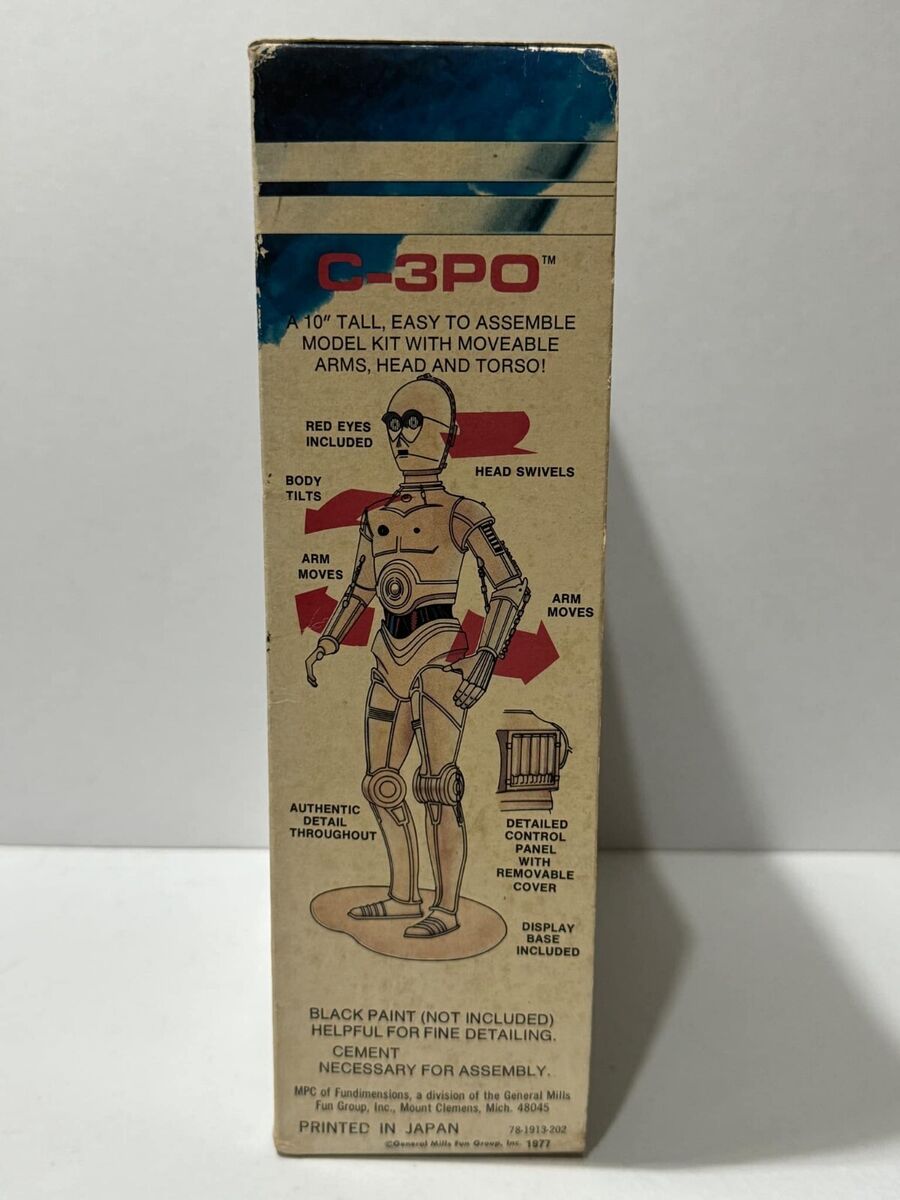 C-3PO™
A 10" TALL, EASY TO ASSEMBLE
MODEL KIT WITH MOVEABLE
ARMS, HEAD AND TORSO!
RED EYES
INCLUDED
HEAD SWIVELS
BODY
TILTS
ARM
MOVES
ARM
MOVES
AUTHENTIC
DETAIL
THROUGHOUT
DETAILED
CONTROL
PANEL
WITH
REMOVABLE
COVER
DISPLAY
BASE
INCLUDED
BLACK PAINT (NOT INCLUDED)
HELPFUL FOR FINE DETAILING.
CEMENT
NECESSARY FOR ASSEMBLY.
MPC of Fundimensions, a division of the General Mills
Fun Group, Inc., Mount Clemens, Mich. 48045
PRINTED IN JAPAN 78-1913-202
©General Mills Fun Group, Inc. 1977